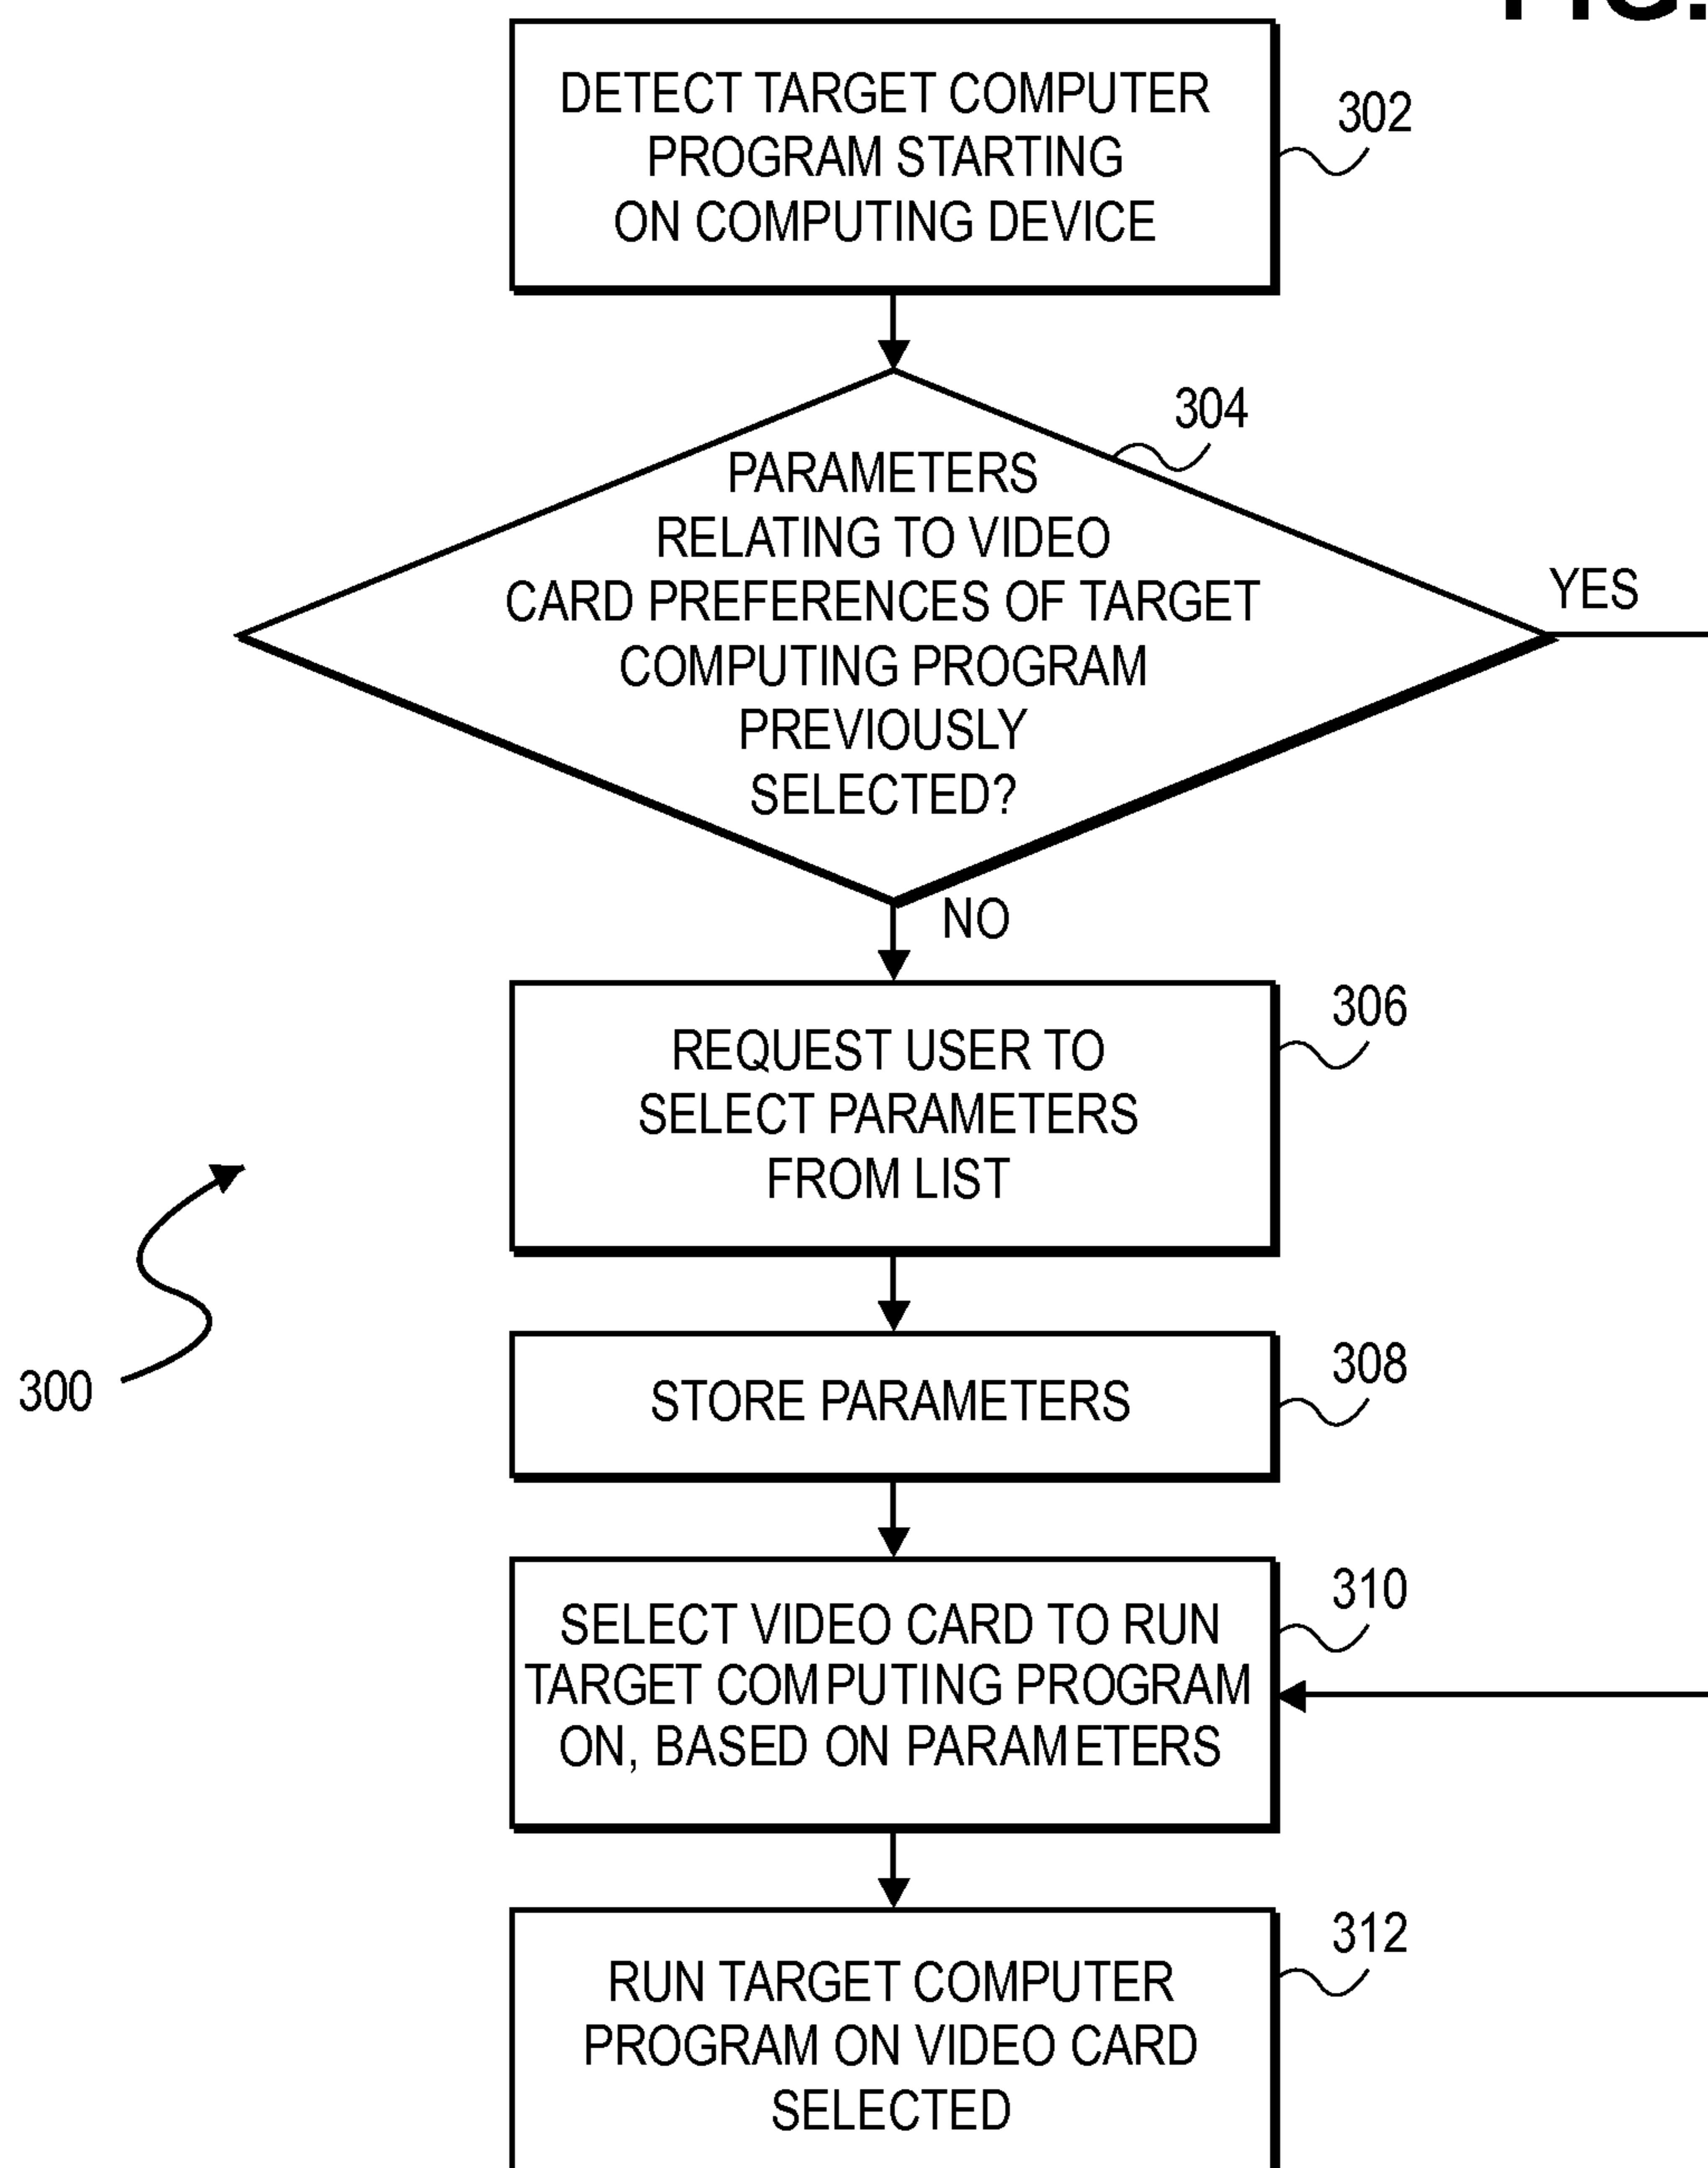 FIG.
DETECT TARGET COMPUTER
PROGRAM STARTING
ON COMPUTING DEVICE
302
304
PARAMETERS
RELATING TO VIDEO
CARD PREFERENCES OF TARGET
COMPUTING PROGRAM
PREVIOUSLY
SELECTED?
YES
NO
306
REQUEST USER TO
SELECT PARAMETERS
FROM LIST
300
308
STORE PARAMETERS
310
SELECT VIDEO CARD TO RUN
TARGET COMPUTING PROGRAM
ON, BASED ON PARAMETERS
312
RUN TARGET COMPUTER
PROGRAM ON VIDEO CARD
SELECTED